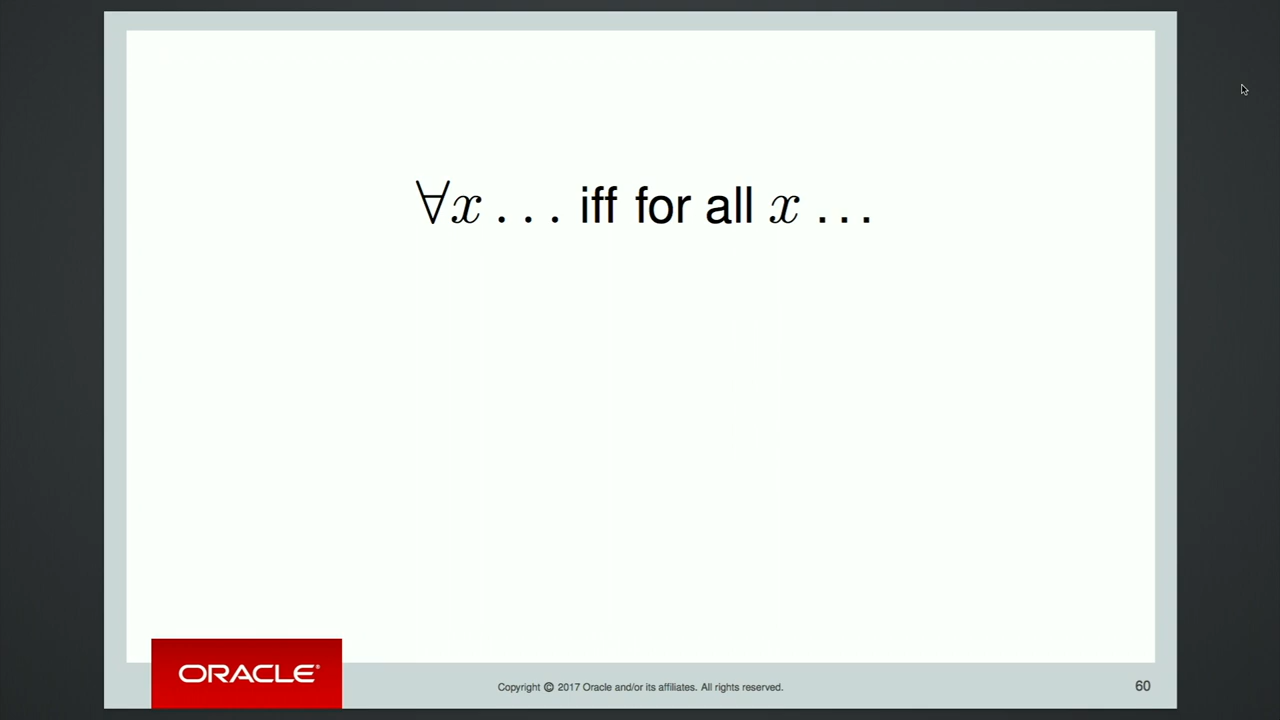 ∀x … iff for all x …
ORACLE®
Copyright © 2017 Oracle and/or its affiliates. All rights reserved.
60